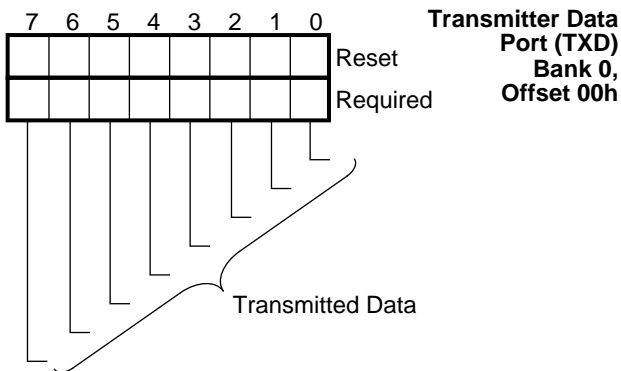 7 6 5 4 3 2 1 0
Reset
Required
Transmitter Data
Port (TXD)
Bank 0,
Offset 00h
Transmitted Data